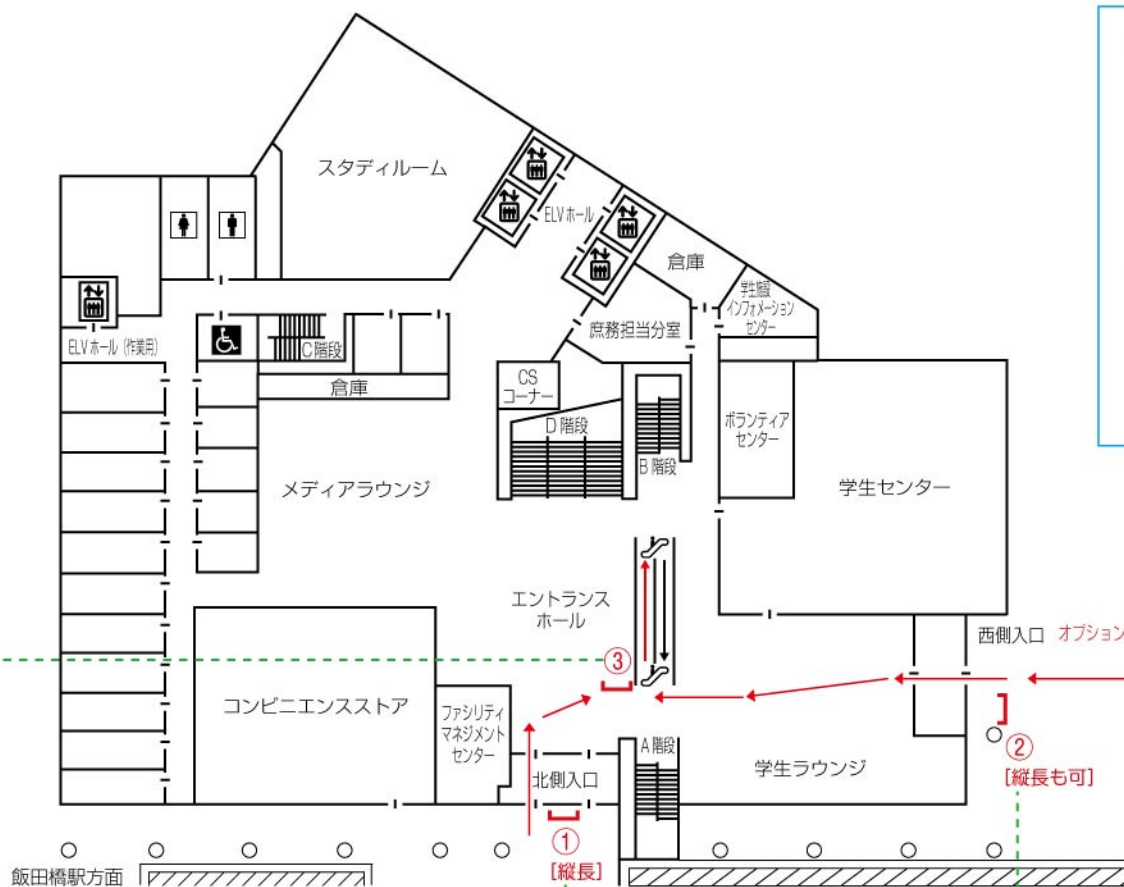 スタディルーム
ELVホール
倉庫
学生施設
インフォメーション
センター
庶務担当分室
ELVホール(作業用)
C階段
倉庫
CS
コーナー
D階段
B階段
ボランティア
センター
メディアラウンジ
学生センター
エントランス
ホール
西側入口 オプション
③
コンビニエンスストア
ファシリティ
マネジメント
センター
A階段
北側入口
学生ラウンジ
②
[縦長も可]
①
[縦長]
飯田橋駅方面